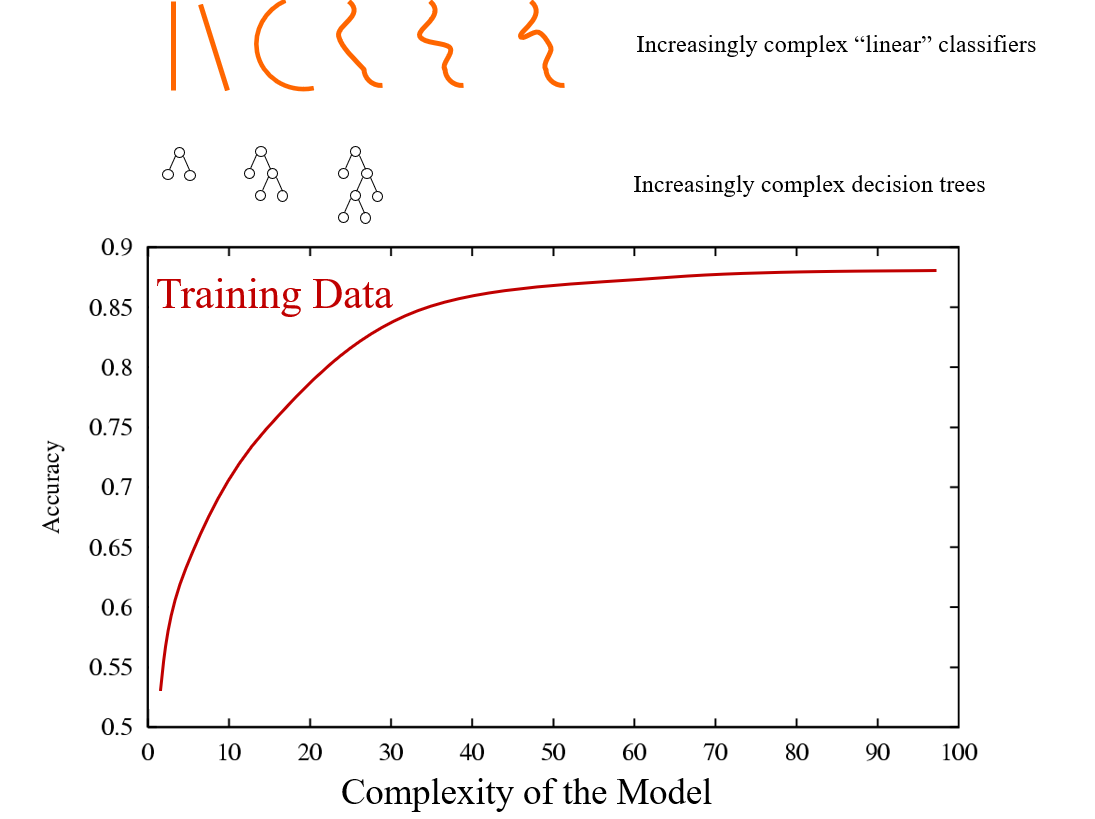 Increasingly complex “linear” classifiers
Increasingly complex decision trees
Training Data
0.9
0.85
0.8
0.75
0.7
0.65
0.6
0.55
0.5
Accuracy
0 10 20 30 40 50 60 70 80 90 100
Complexity of the Model